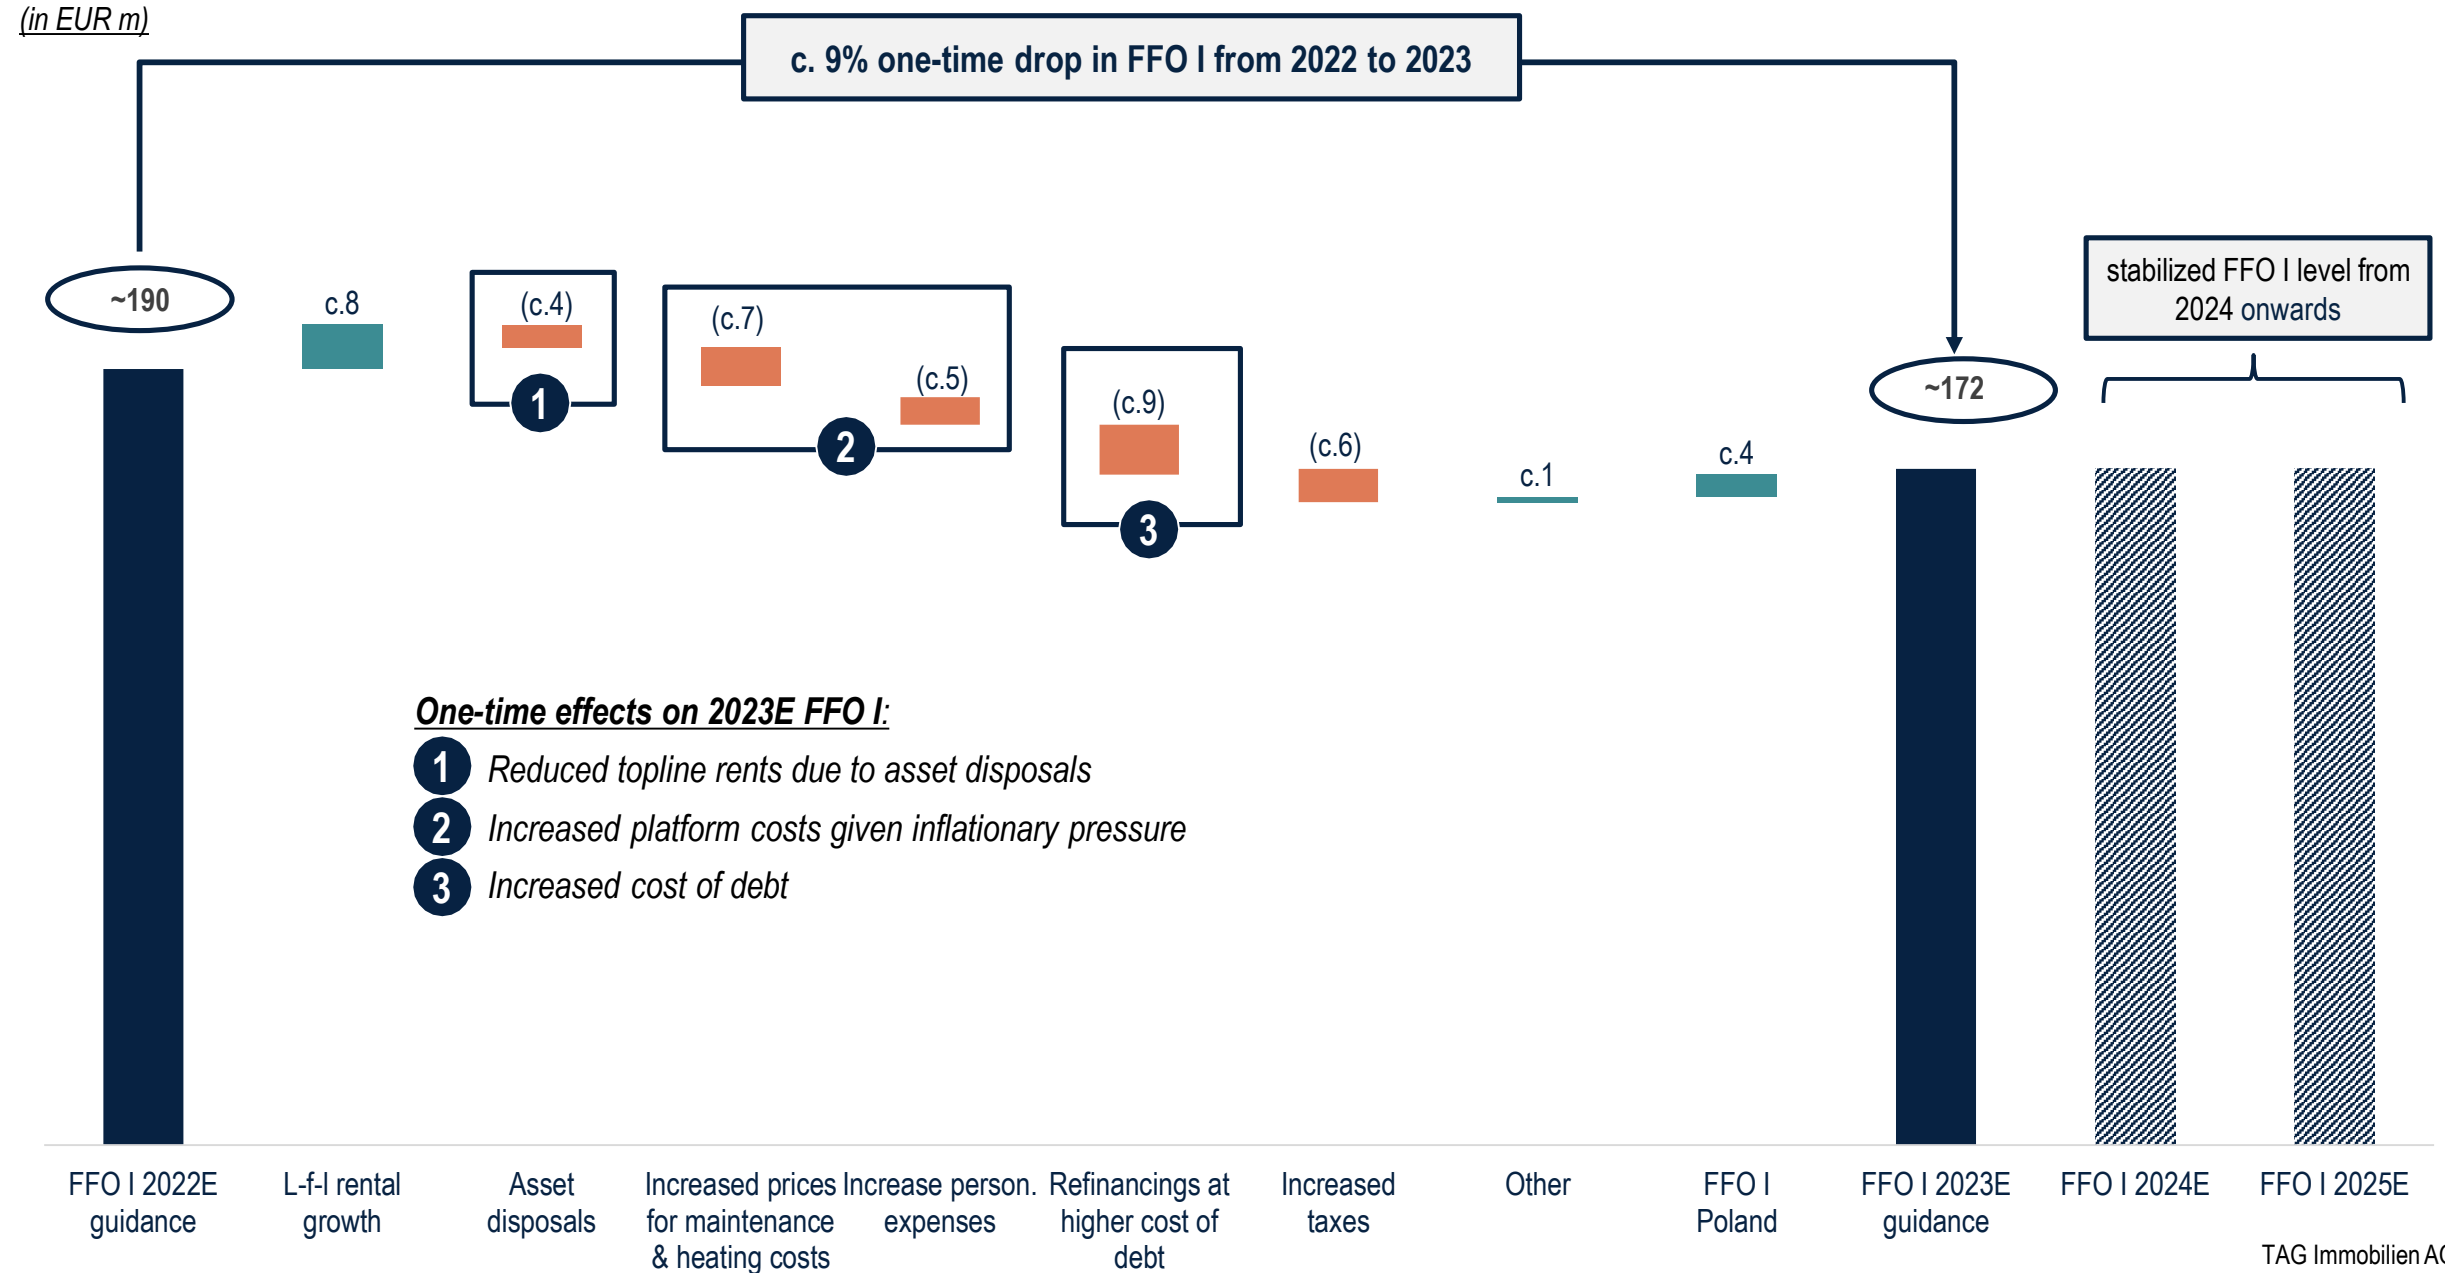 (in EUR m)
c. 9% one-time drop in FFO I from 2022 to 2023
~190
c.8
(c.4)
1
(c.7)
(c.5)
2
(c.9)
3
(c.6)
c.1
c.4
~172
stabilized FFO I level from
2024 onwards
One-time effects on 2023E FFO I:
1 Reduced topline rents due to asset disposals
2 Increased platform costs given inflationary pressure
3 Increased cost of debt
FFO I 2022E
guidance
L-f-l rental
growth
Asset
disposals
Increased prices
for maintenance
& heating costs
Increase person.
expenses
Refinancings at
higher cost of
debt
Increased
taxes
Other
FFO I
Poland
FFO I 2023E
guidance
FFO I 2024E
FFO I 2025E
TAG Immobilien AG